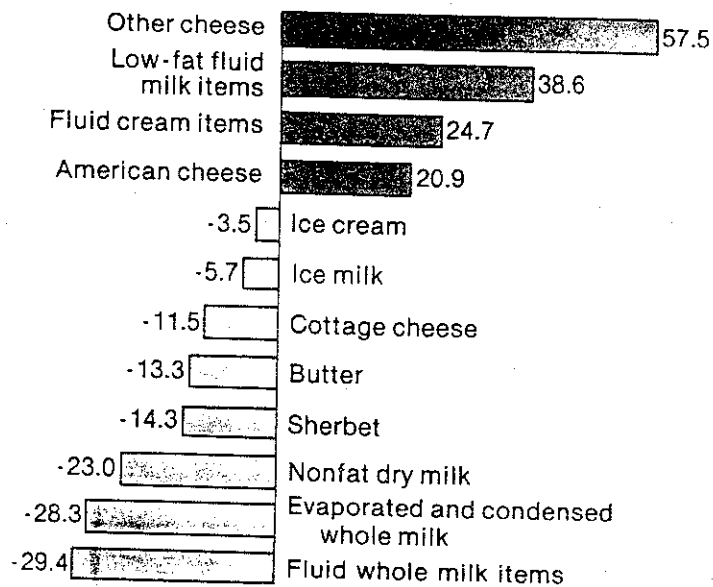 Other cheese 57.5
Low-fat fluid
milk items 38.6
Fluid cream items 24.7
American cheese 20.9
-3.5 Ice cream
-5.7 Ice milk
-11.5 Cottage cheese
-13.3 Butter
-14.3 Sherbet
-23.0 Nonfat dry milk
-28.3 Evaporated and condensed
whole milk
-29.4 Fluid whole milk items